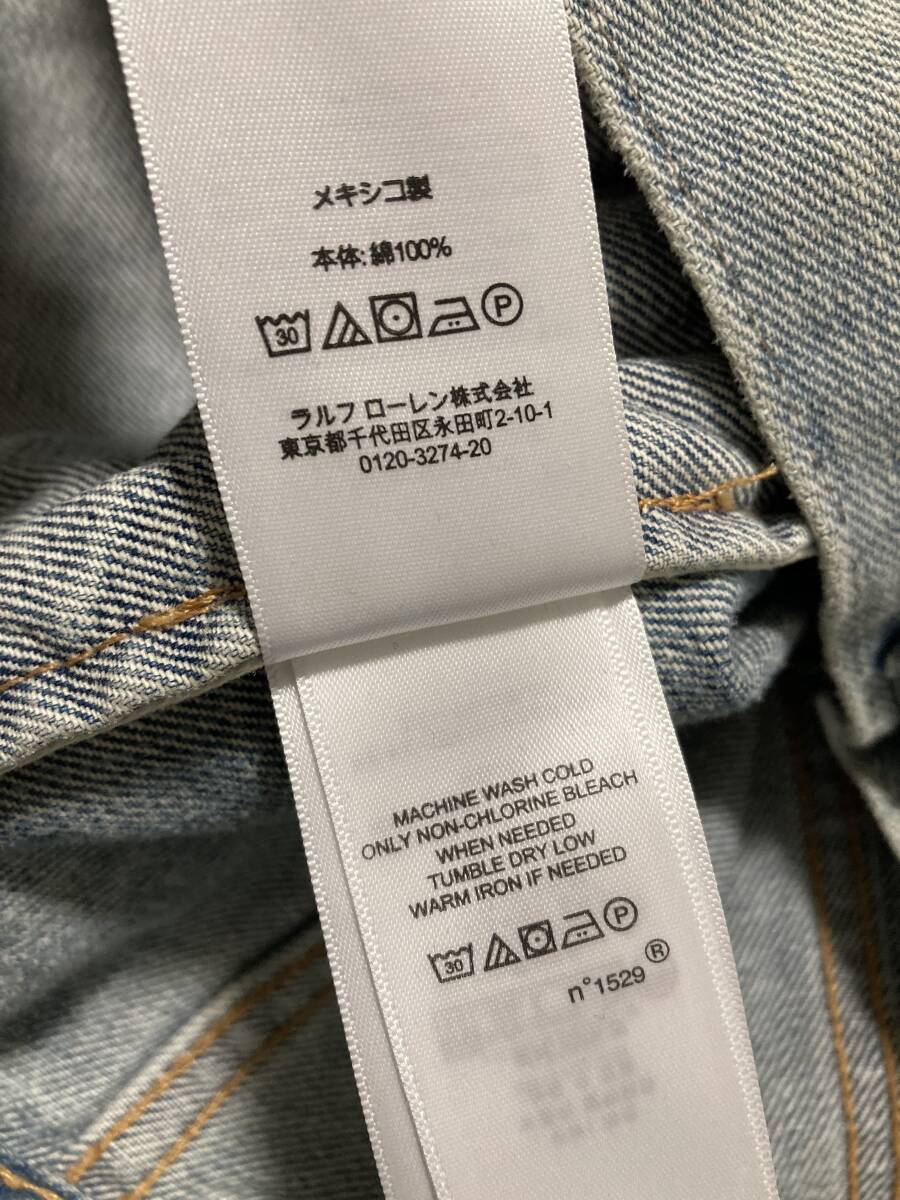 メキシコ製
本体: 綿100%
30 P
ラルフ ローレン株式会社
東京都千代田区永田町2-10-1
0120-3274-20
MACHINE WASH COLD
ONLY NON-CHLORINE BLEACH
WHEN NEEDED
TUMBLE DRY LOW
WARM IRON IF NEEDED
30 P
n°1529 ®